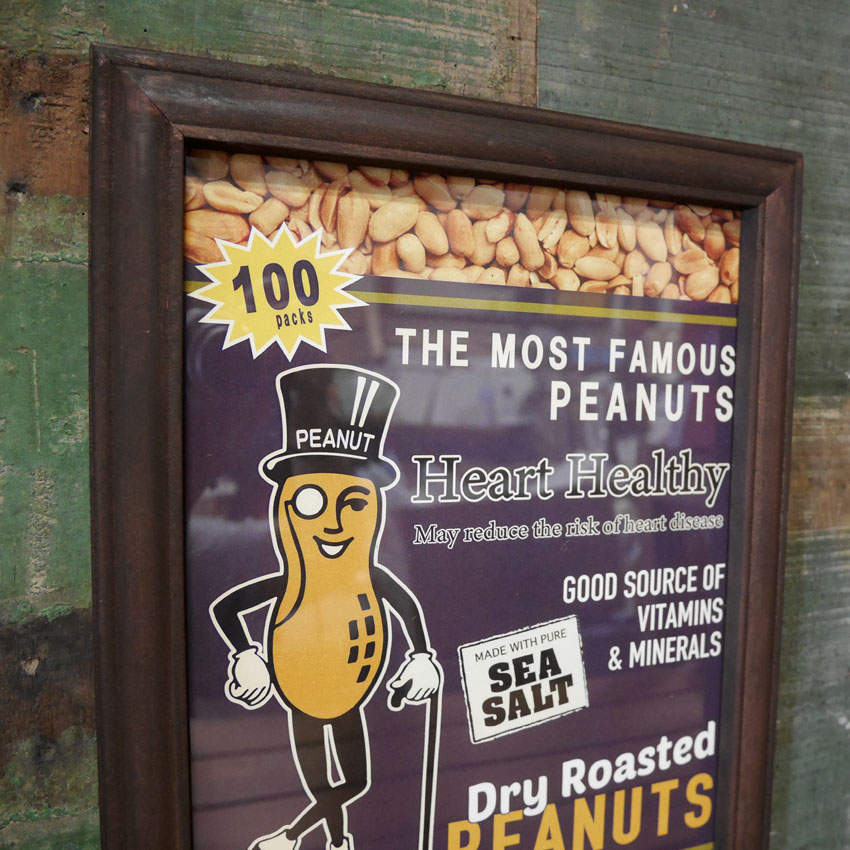 100
packs
THE MOST FAMOUS
PEANUTS
PEANUT
Heart Healthy
May reduce the risk of heart disease
GOOD SOURCE OF
VITAMINS
& MINERALS
MADE WITH PURE
SEA
SALT
Dry Roasted
PEANUTS